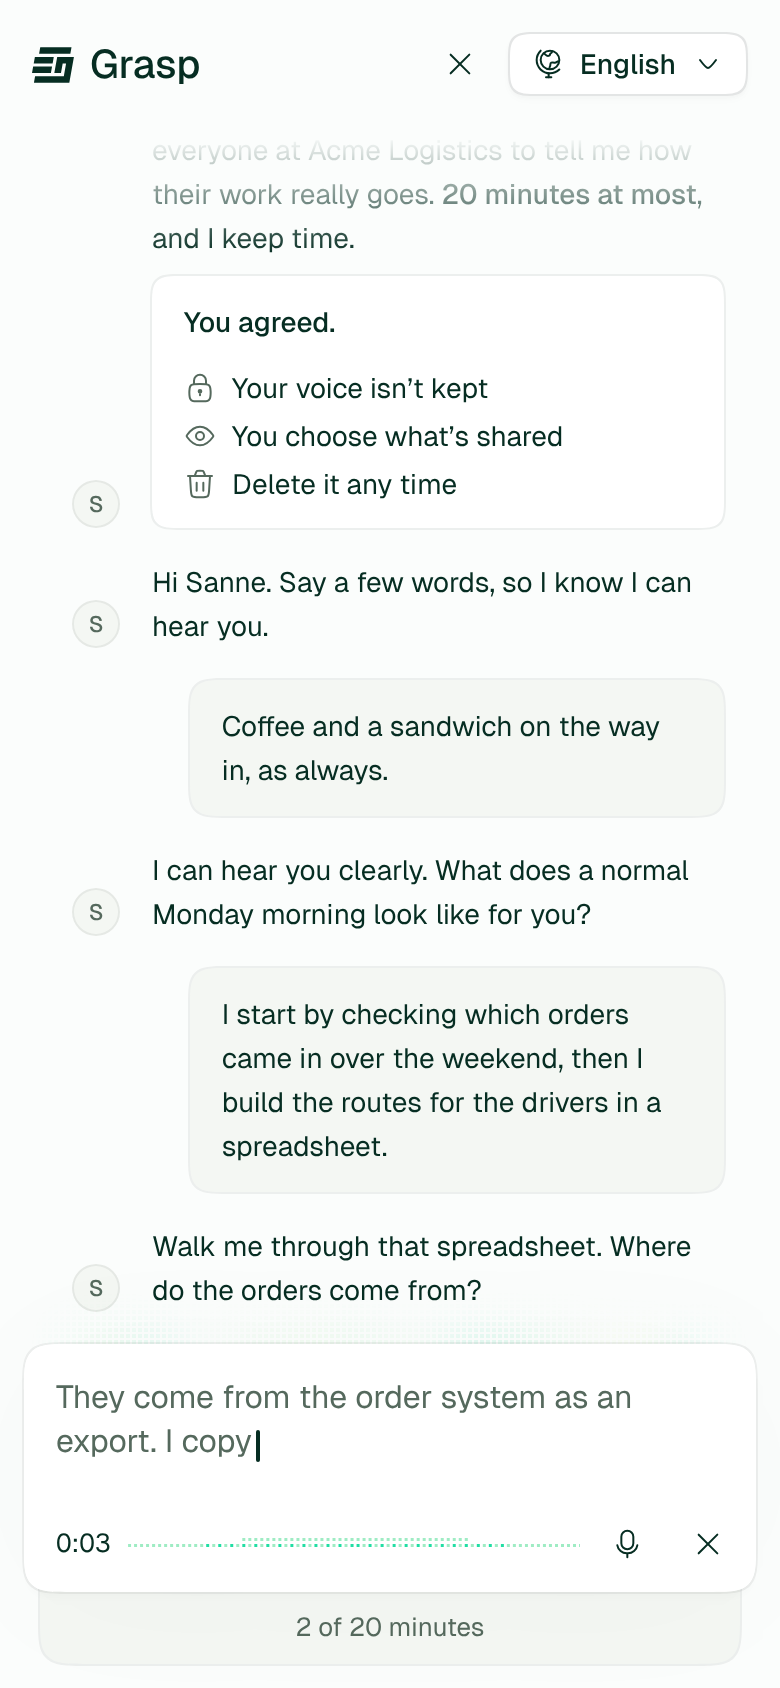 Grasp
English
everyone at Acme Logistics to tell me how
their work really goes. 20 minutes at most,
and I keep time.
You agreed.
Your voice isn’t kept
You choose what’s shared
Delete it any time
S
Hi Sanne. Say a few words, so I know I can
hear you.
S
Coffee and a sandwich on the way
in, as always.
I can hear you clearly. What does a normal
Monday morning look like for you?
S
I start by checking which orders
came in over the weekend, then I
build the routes for the drivers in a
spreadsheet.
Walk me through that spreadsheet. Where
do the orders come from?
S
They come from the order system as an
export. I copy
0:03
2 of 20 minutes